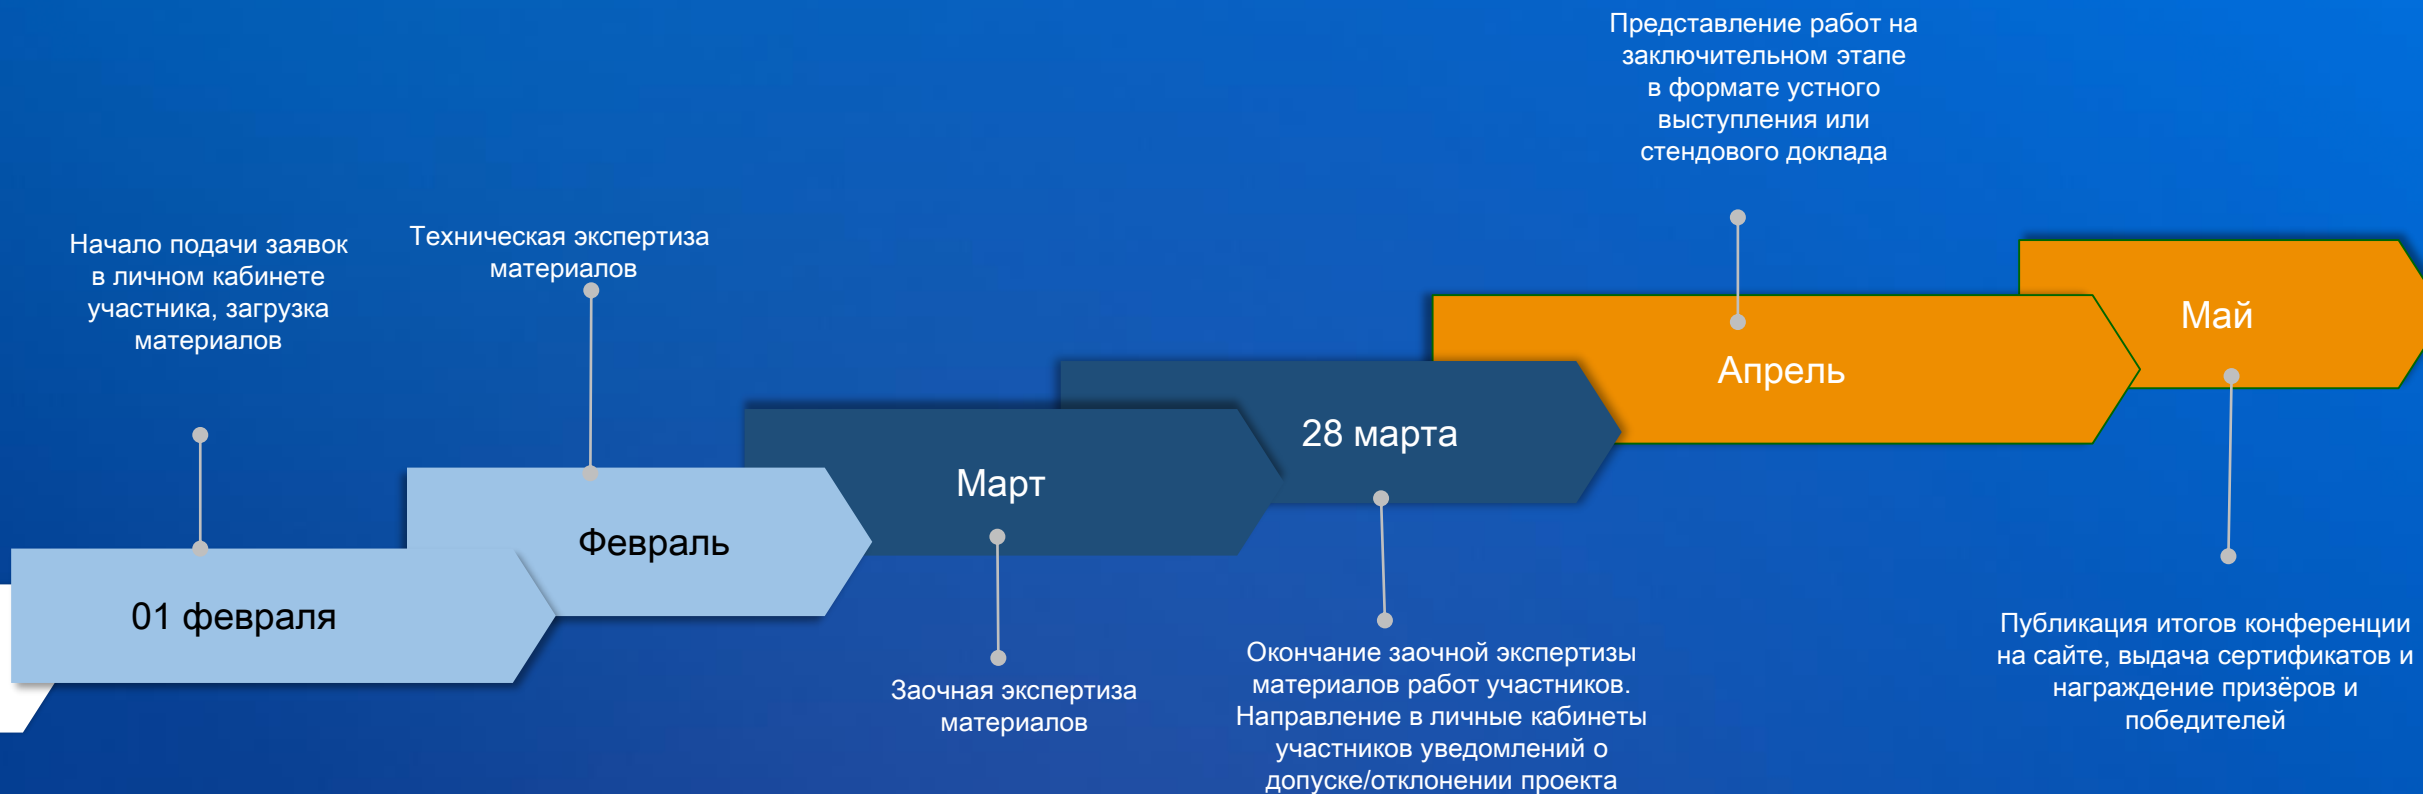 Начало подачи заявок
в личном кабинете
участника, загрузка
материалов
01 февраля
Техническая экспертиза
материалов
Февраль
Март
Заочная экспертиза
материалов
28 марта
Окончание заочной экспертизы
материалов работ участников.
Направление в личные кабинеты
участников уведомлений о
допуске/отклонении проекта
Представление работ на
заключительном этапе
в формате устного
выступления или
стендового доклада
Апрель
Май
Публикация итогов конференции
на сайте, выдача сертификатов и
награждение призёров и
победителей